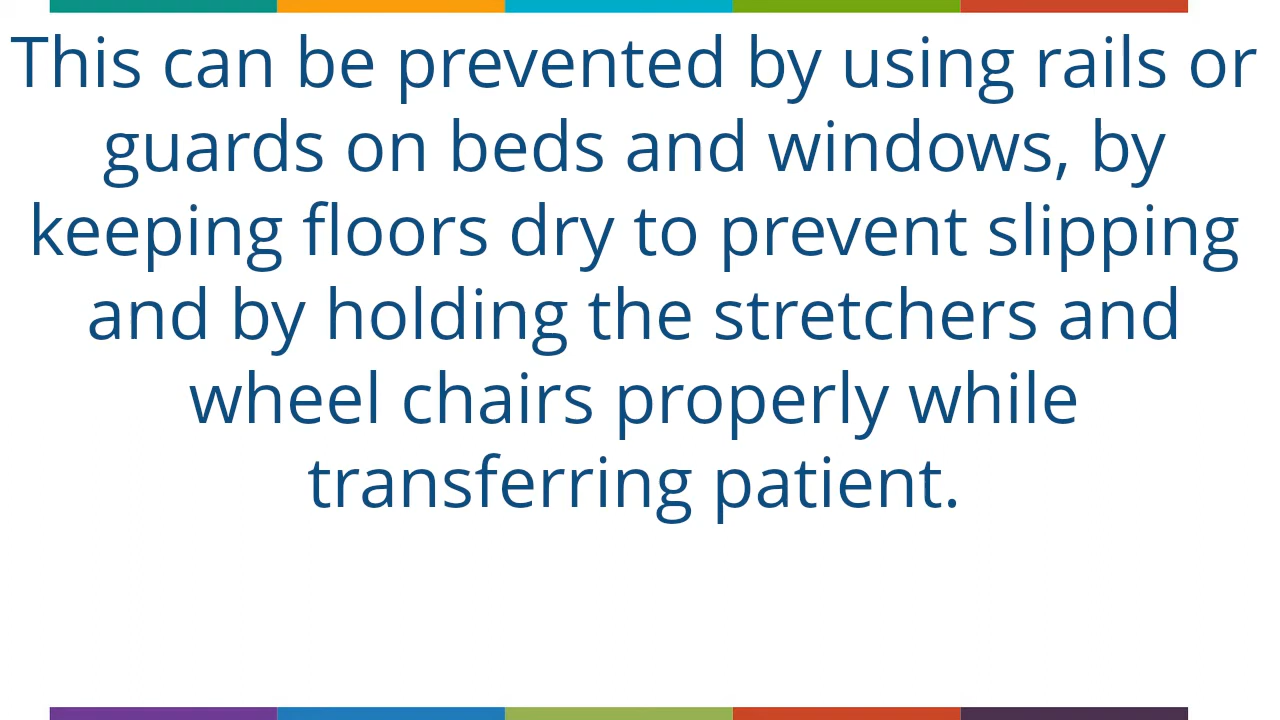 This can be prevented by using rails or
guards on beds and windows, by
keeping floors dry to prevent slipping
and by holding the stretchers and
wheel chairs properly while
transferring patient.